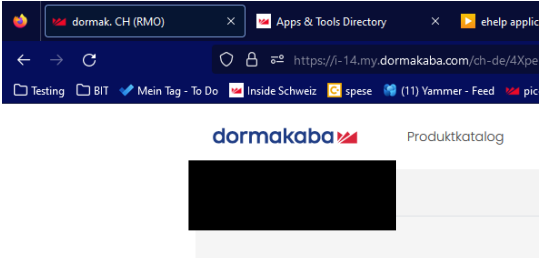 dormak. CH (RMO) × Apps & Tools Directory × ehelp applic
https://i-14.my.dormakaba.com/ch-de/4Xpe
Testing BIT Mein Tag - To Do Inside Schweiz spese (11) Yammer - Feed pic
dormakaba Produktkatalog